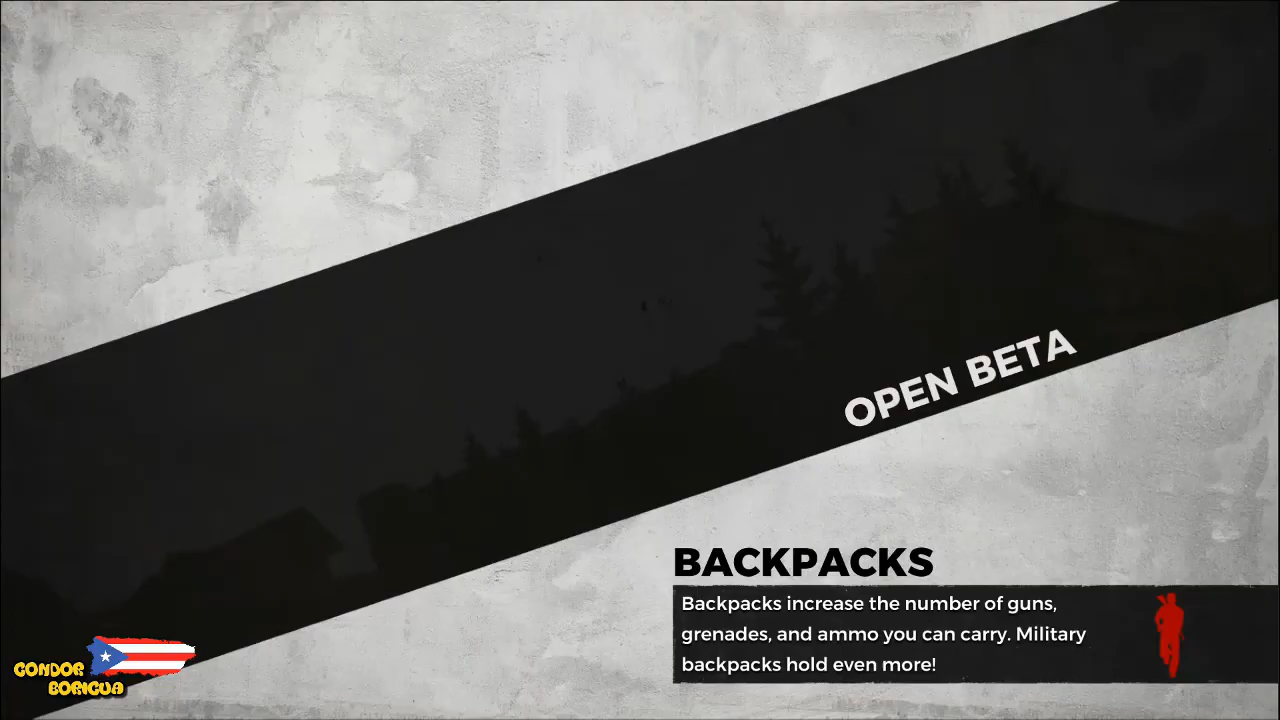 OPEN BETA
BACKPACKS
Backpacks increase the number of guns,
grenades, and ammo you can carry. Military
backpacks hold even more!
CONDOR
BORIGUA